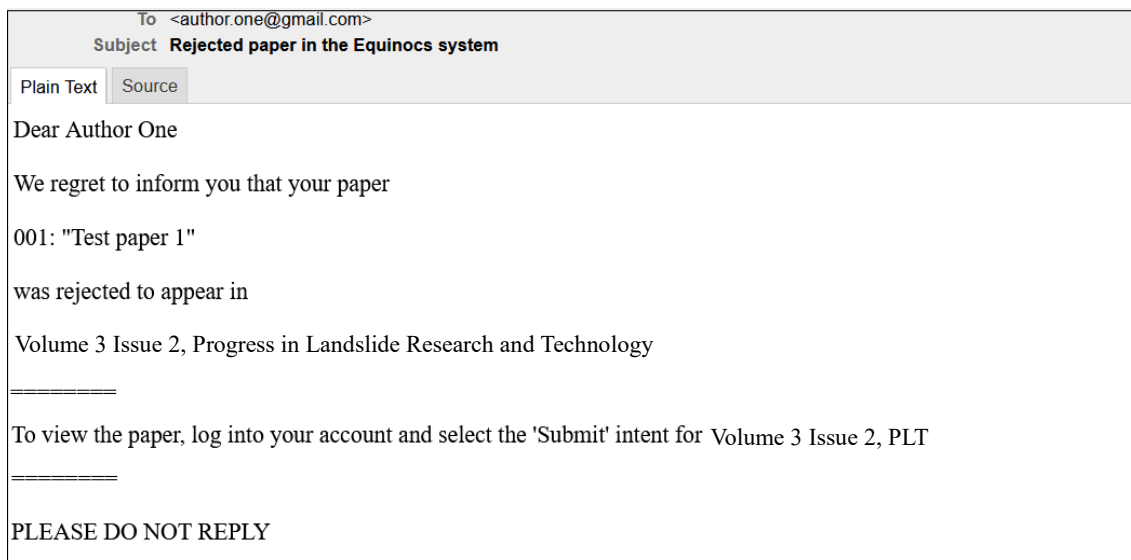 To <author.one@gmail.com>
Subject Rejected paper in the Equinocs system
Plain Text Source
Dear Author One
We regret to inform you that your paper
001: "Test paper 1"
was rejected to appear in
Volume 3 Issue 2, Progress in Landslide Research and Technology
========
To view the paper, log into your account and select the 'Submit' intent for Volume 3 Issue 2, PLT
========
PLEASE DO NOT REPLY